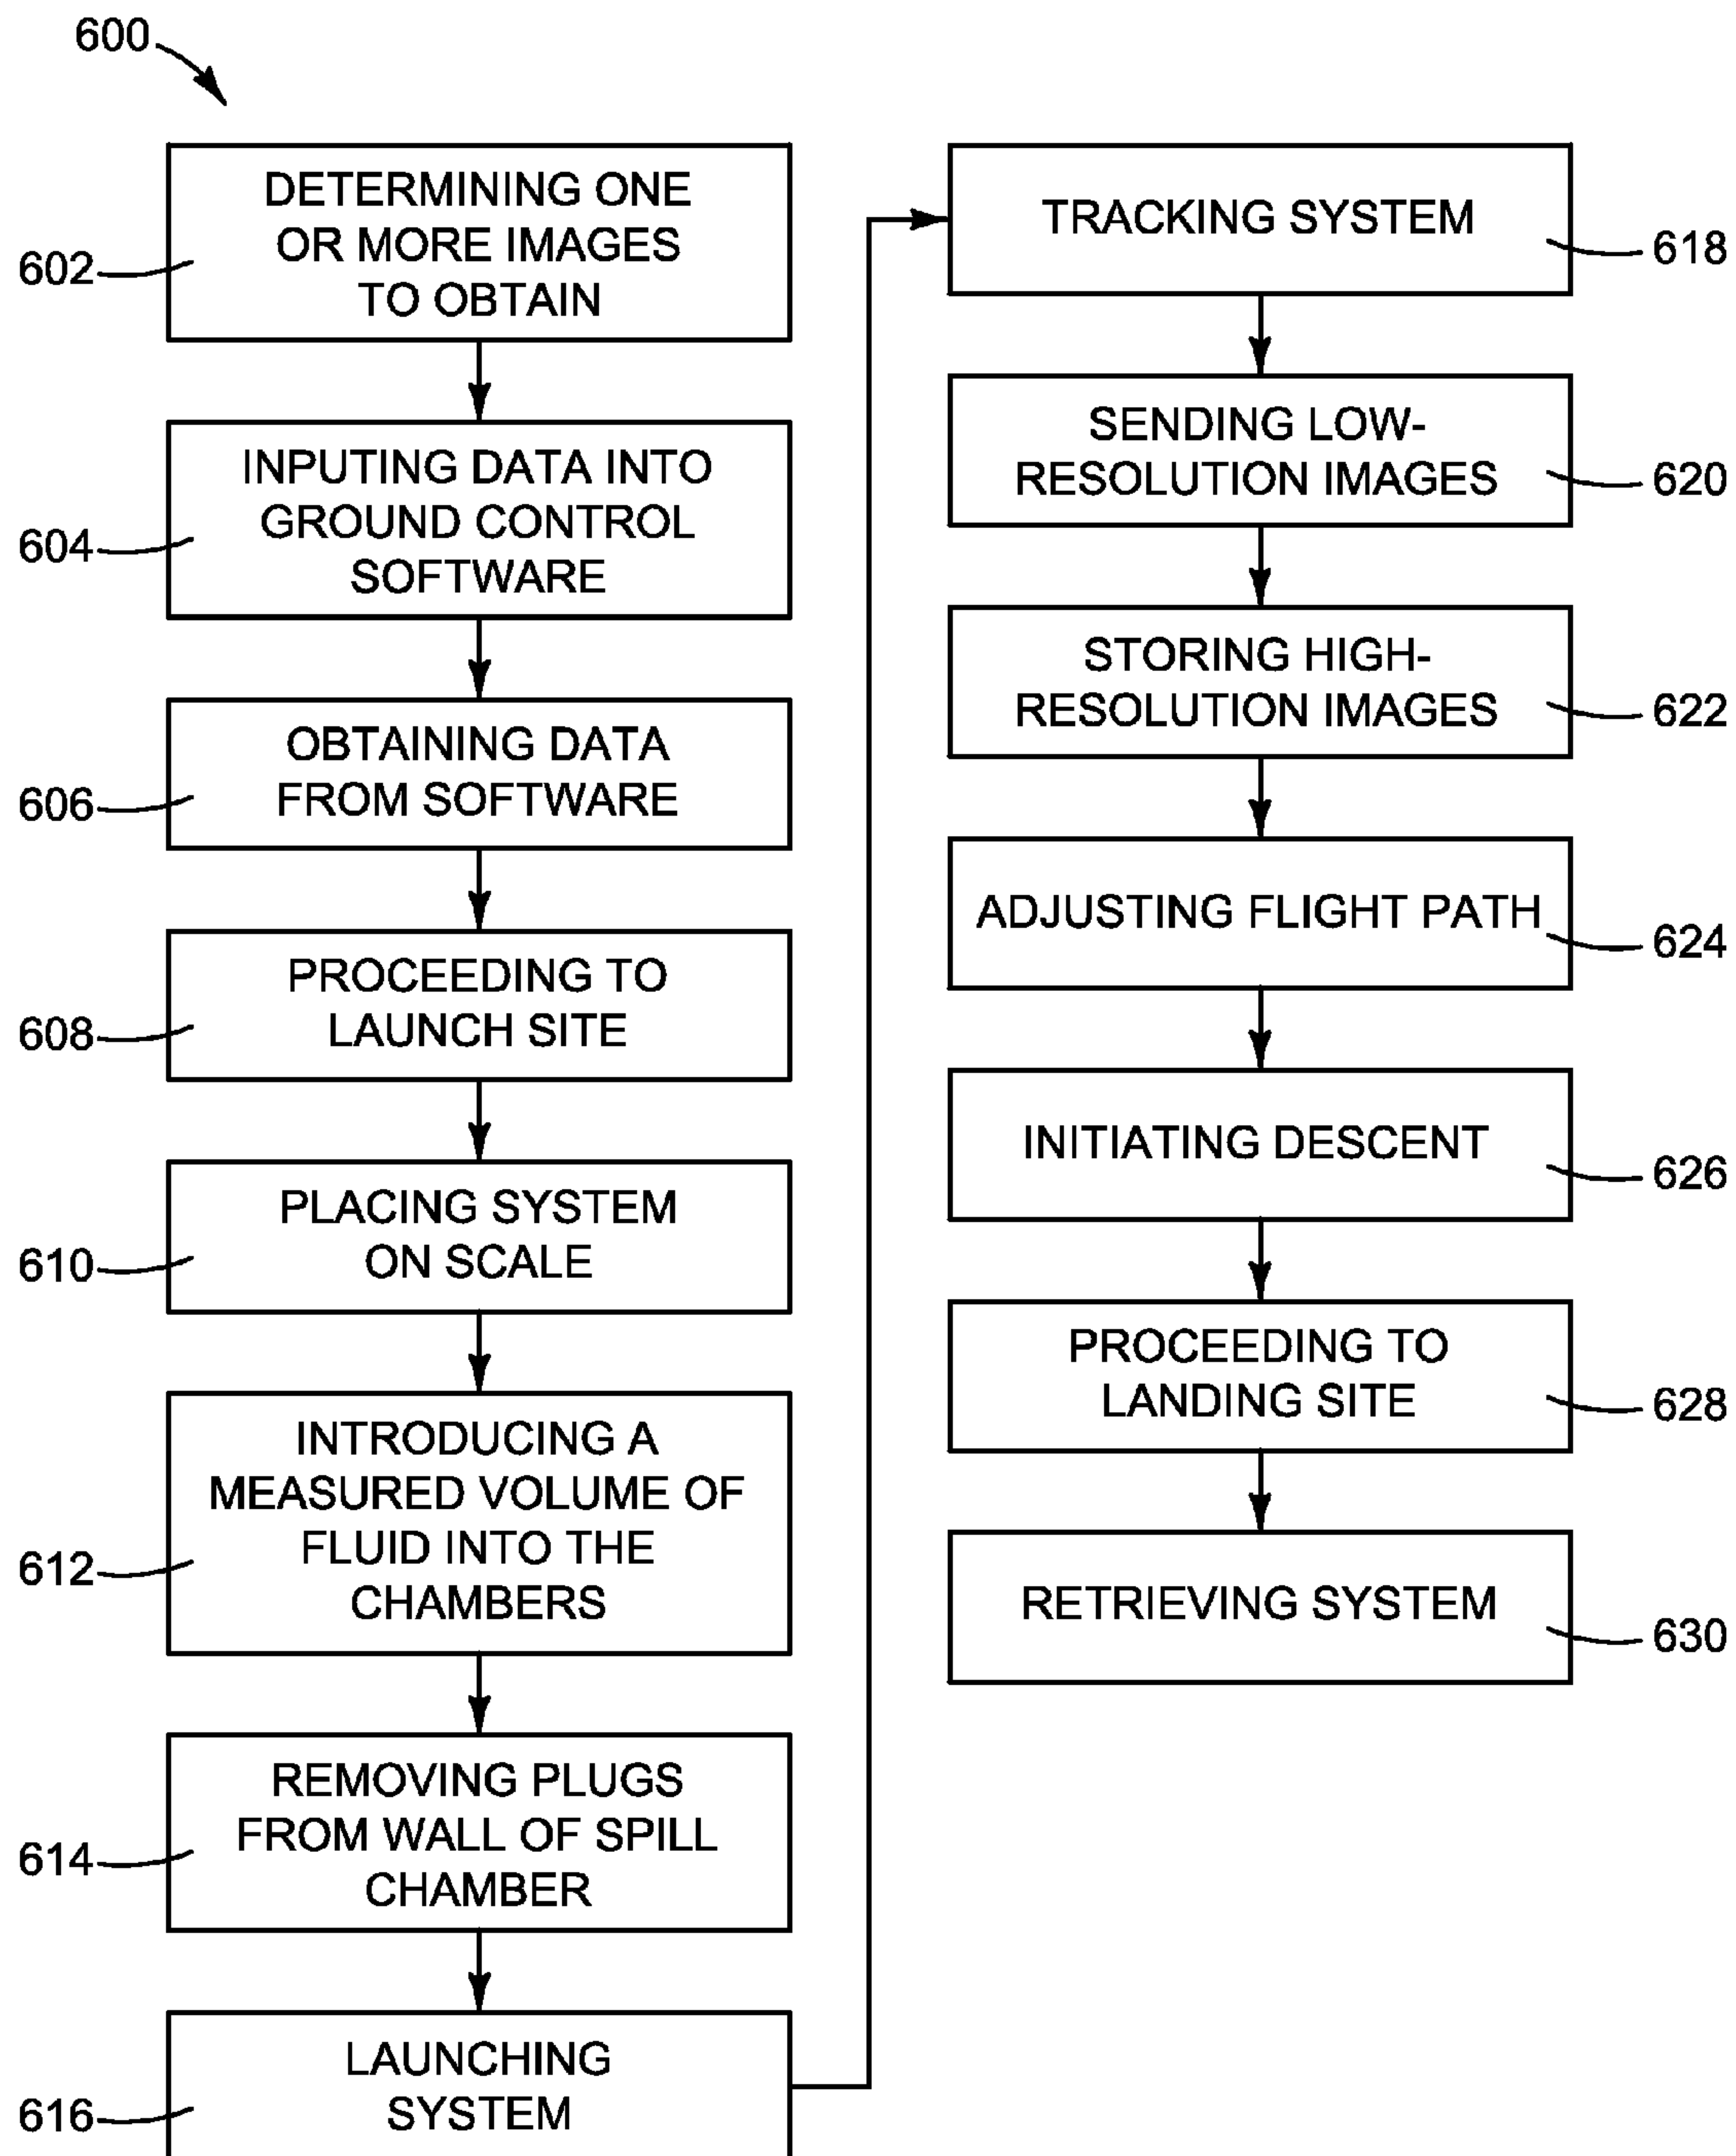 600
DETERMINING ONE
OR MORE IMAGES
TO OBTAIN
602
INPUTING DATA INTO
GROUND CONTROL
SOFTWARE
604
OBTAINING DATA
FROM SOFTWARE
606
PROCEEDING TO
LAUNCH SITE
608
PLACING SYSTEM
ON SCALE
610
INTRODUCING A
MEASURED VOLUME OF
FLUID INTO THE
CHAMBERS
612
REMOVING PLUGS
FROM WALL OF SPILL
CHAMBER
614
LAUNCHING
SYSTEM
616
TRACKING SYSTEM
618
SENDING LOW-
RESOLUTION IMAGES
620
STORING HIGH-
RESOLUTION IMAGES
622
ADJUSTING FLIGHT PATH
624
INITIATING DESCENT
626
PROCEEDING TO
LANDING SITE
628
RETRIEVING SYSTEM
630